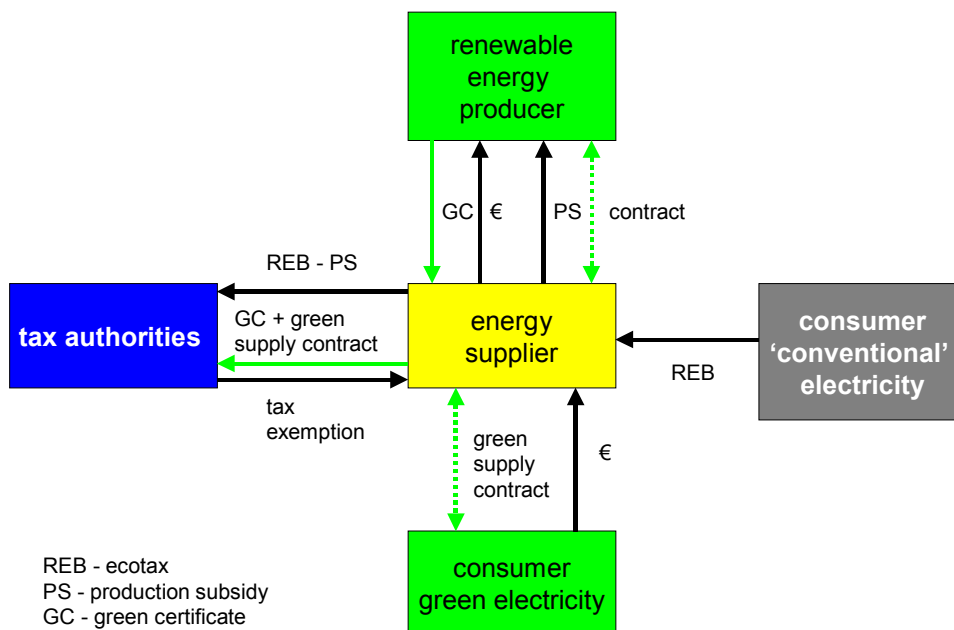 renewable
energy
producer
GC
€
PS
contract
REB - PS
tax authorities
GC + green
supply contract
tax
exemption
energy
supplier
REB
consumer
‘conventional’
electricity
green
supply
contract
€
consumer
green electricity
REB - ecotax
PS - production subsidy
GC - green certificate